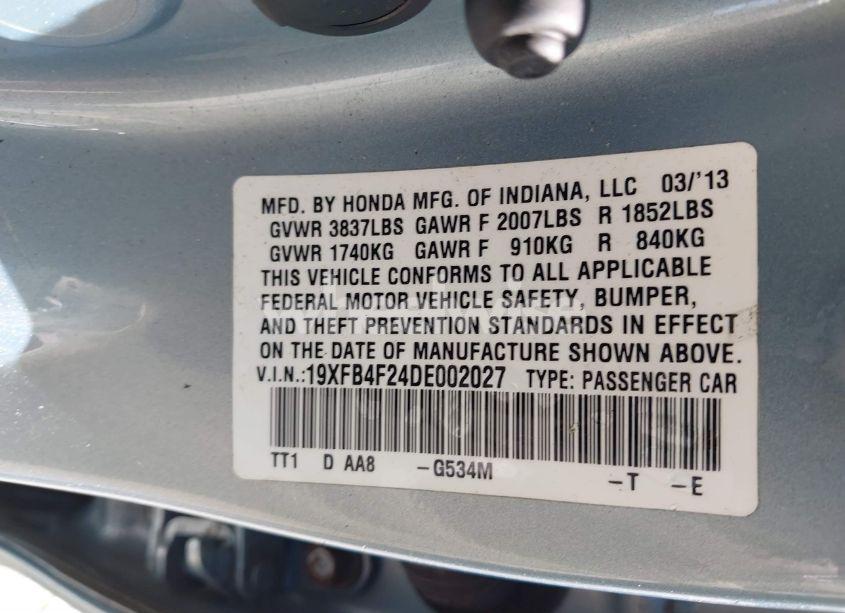 MFD. BY HONDA MFG. OF INDIANA, LLC 03/'13
GVWR 3837LBS GAWR F 2007LBS R 1852LBS
GVWR 1740KG GAWR F 910KG R 840KG
THIS VEHICLE CONFORMS TO ALL APPLICABLE
FEDERAL MOTOR VEHICLE SAFETY, BUMPER,
AND THEFT PREVENTION STANDARDS IN EFFECT
ON THE DATE OF MANUFACTURE SHOWN ABOVE.
V.I.N.:19XFB4F24DE002027 TYPE: PASSENGER CAR
TT1 D AA8 -G534M -T -E